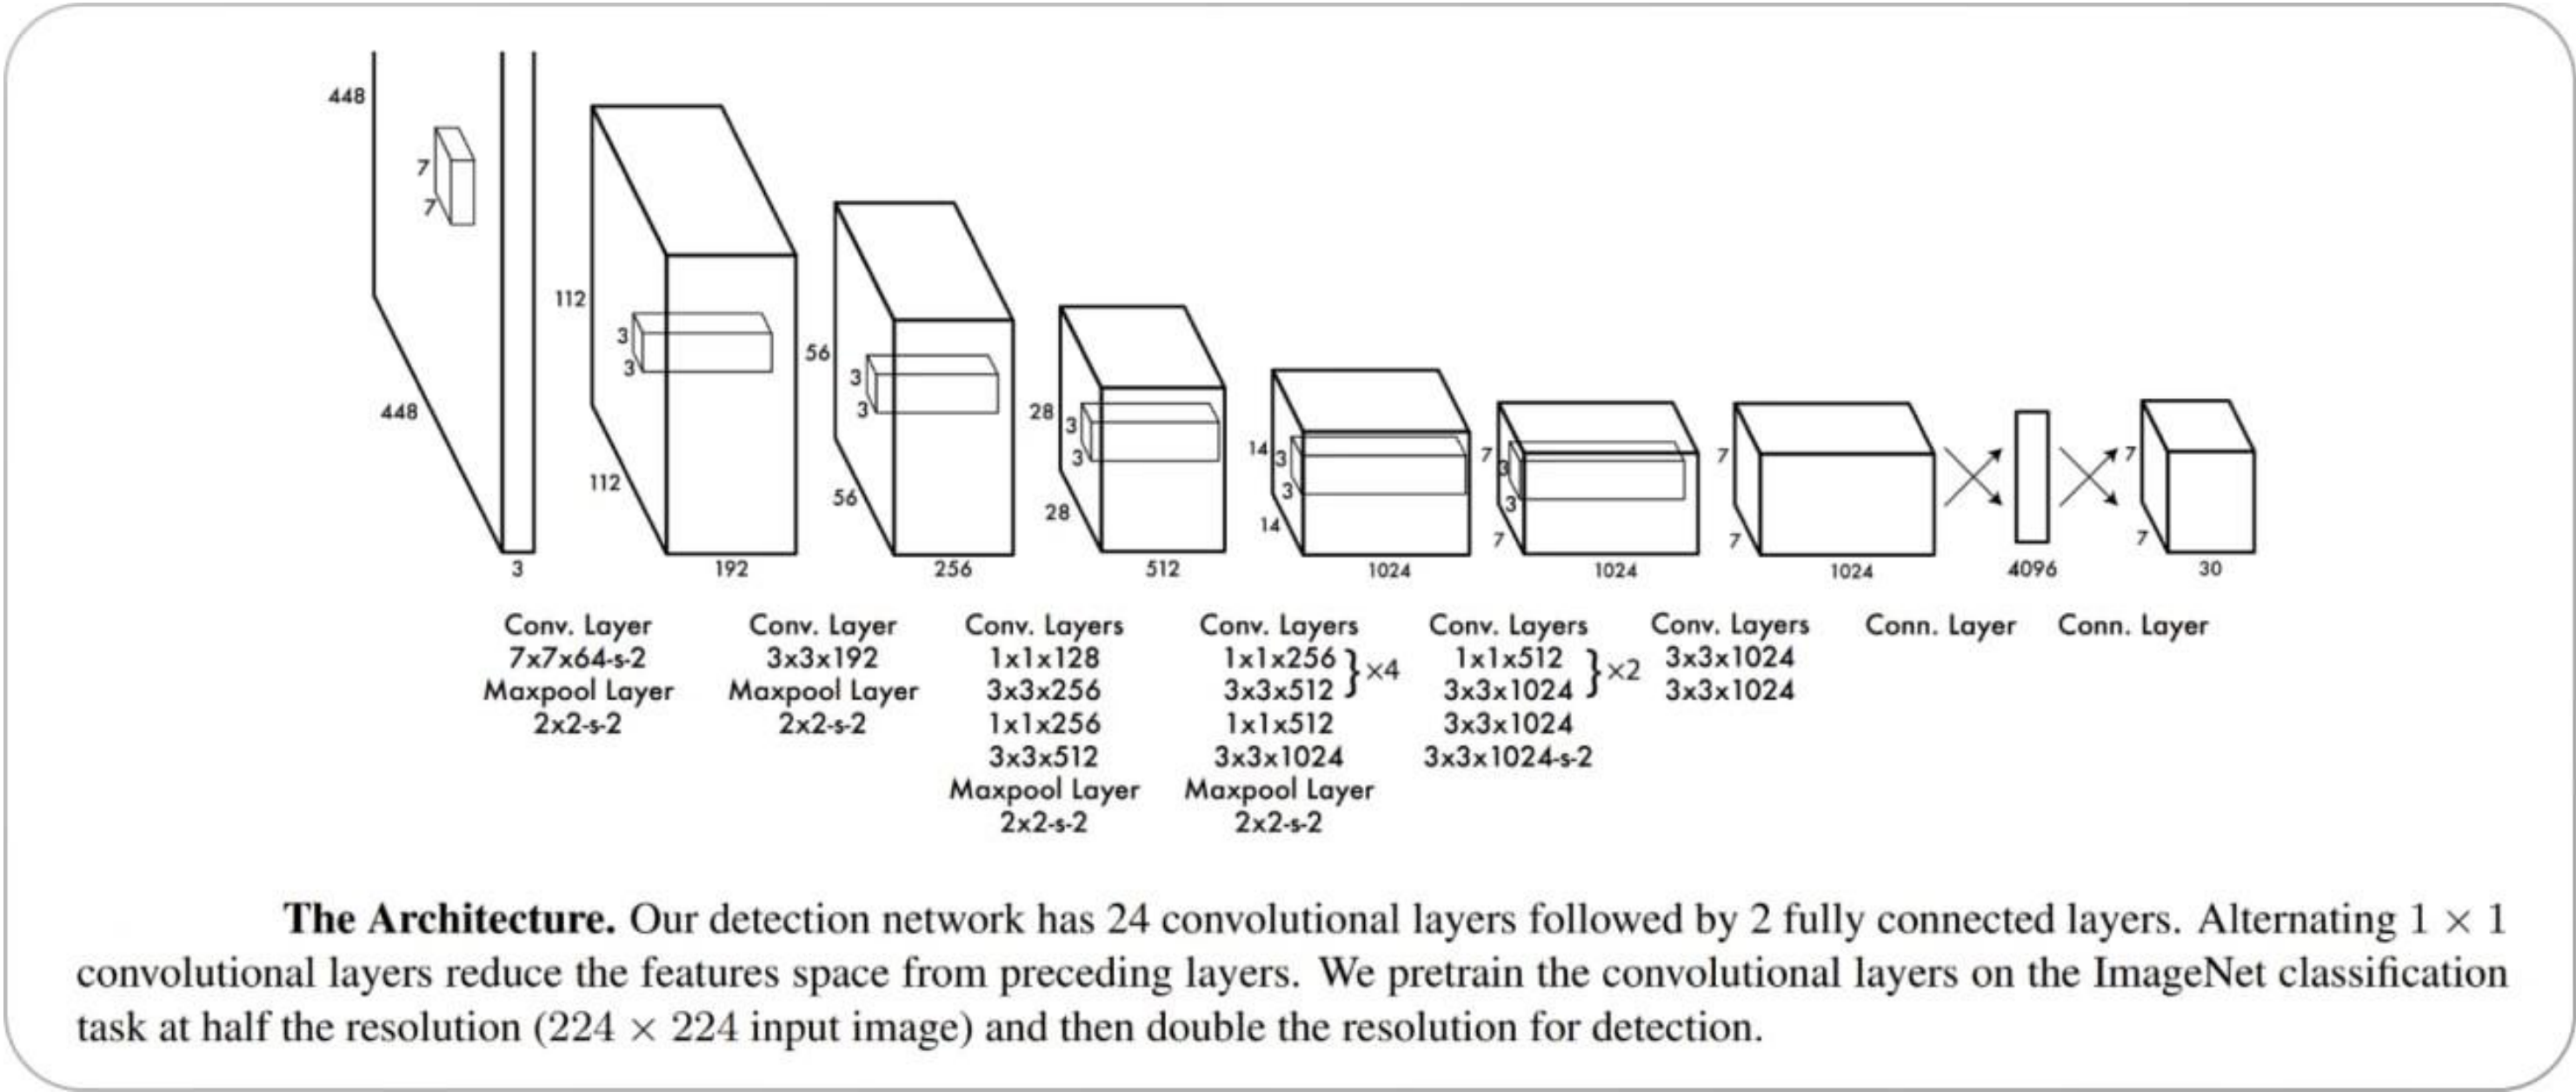 448
7
7
448
3
112
3
3
112
192
56
3
3
56
256
28
3
3
28
512
14
3
3
14
1024
7
3
3
7
1024
7
7
1024
4096
7
7
30
Conv. Layer
7x7x64-s-2
Maxpool Layer
2x2-s-2
Conv. Layer
3x3x192
Maxpool Layer
2x2-s-2
Conv. Layers
1x1x128
3x3x256
1x1x256
3x3x512
Maxpool Layer
2x2-s-2
Conv. Layers
1x1x256
3x3x512 }×4
1x1x512
3x3x1024
Maxpool Layer
2x2-s-2
Conv. Layers
1x1x512
3x3x1024 }×2
3x3x1024
3x3x1024-s-2
Conv. Layers
3x3x1024
3x3x1024
Conn. Layer
Conn. Layer
The Architecture. Our detection network has 24 convolutional layers followed by 2 fully connected layers. Alternating 1 × 1
convolutional layers reduce the features space from preceding layers. We pretrain the convolutional layers on the ImageNet classification
task at half the resolution (224 × 224 input image) and then double the resolution for detection.